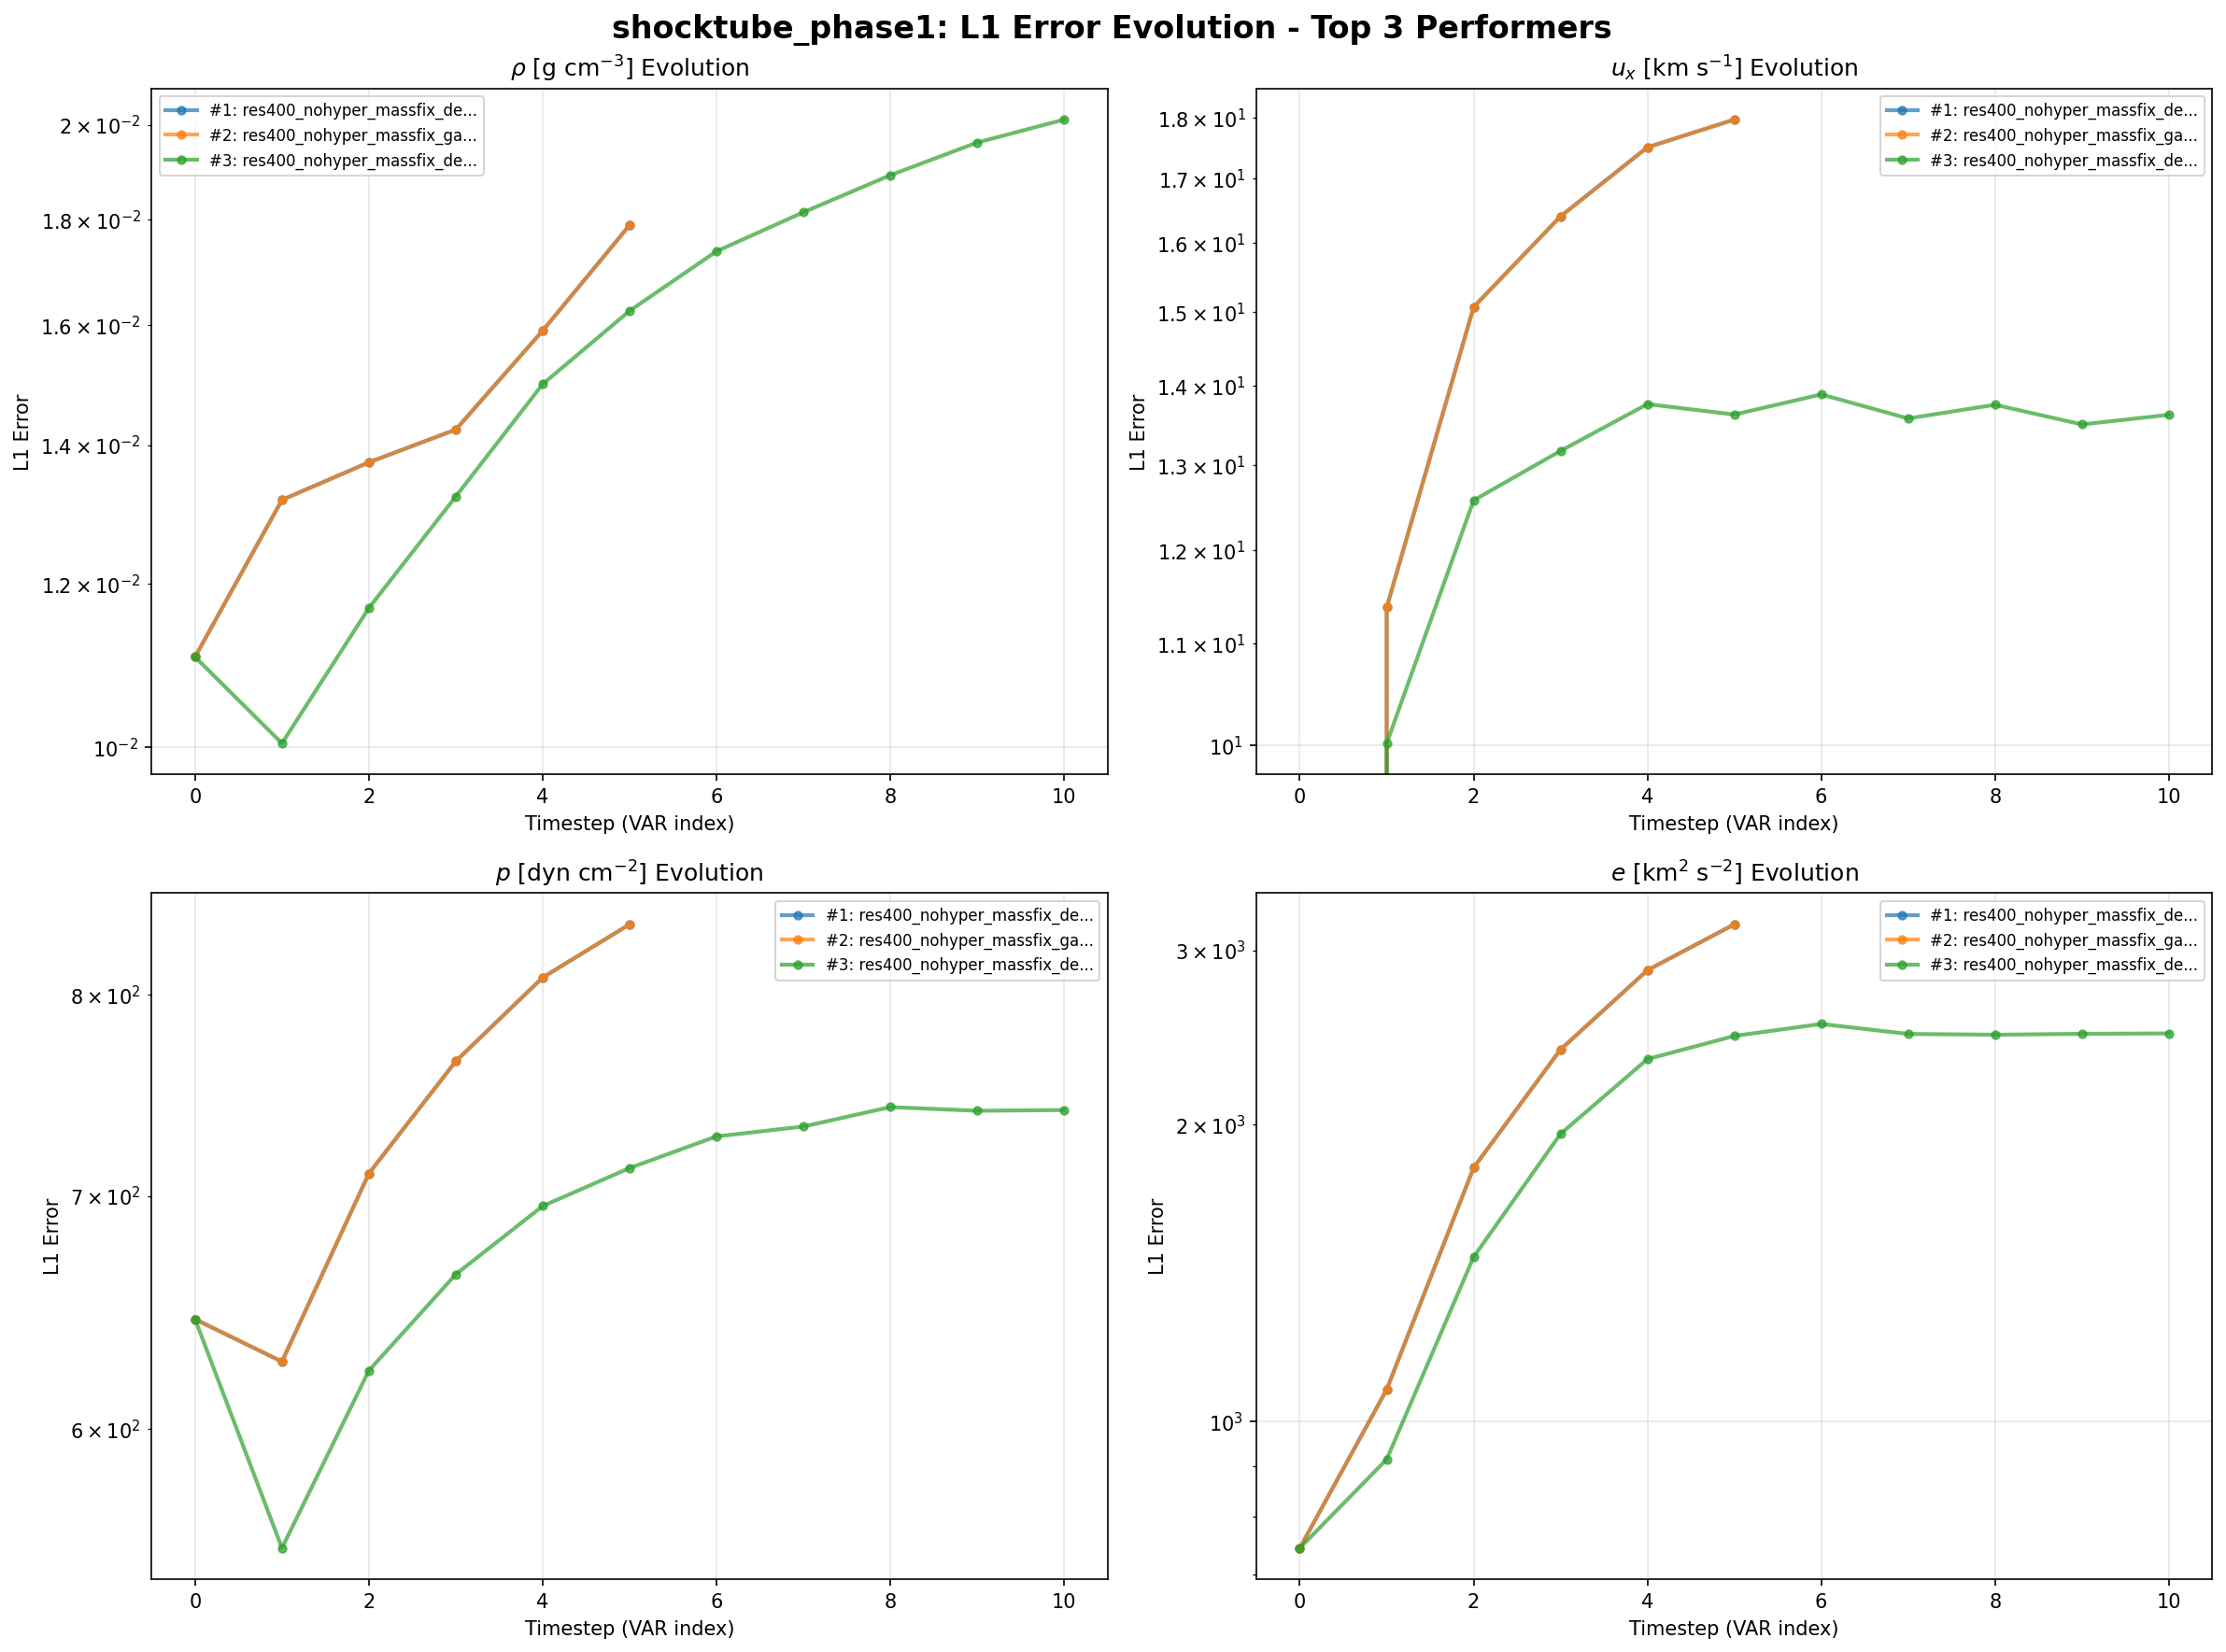 shocktube_phase1: L1 Error Evolution - Top 3 Performers
ρ [g cm⁻³] Evolution
2 × 10⁻²
1.8 × 10⁻²
1.6 × 10⁻²
1.4 × 10⁻²
1.2 × 10⁻²
10⁻²
L1 Error
#1: res400_nohyper_massfix_de...
#2: res400_nohyper_massfix_ga...
#3: res400_nohyper_massfix_de...
0 2 4 6 8 10
Timestep (VAR index)
uₓ [km s⁻¹] Evolution
1.8 × 10¹
1.7 × 10¹
1.6 × 10¹
1.5 × 10¹
1.4 × 10¹
1.3 × 10¹
1.2 × 10¹
1.1 × 10¹
10¹
L1 Error
#1: res400_nohyper_massfix_de...
#2: res400_nohyper_massfix_ga...
#3: res400_nohyper_massfix_de...
0 2 4 6 8 10
Timestep (VAR index)
p [dyn cm⁻²] Evolution
8 × 10²
7 × 10²
6 × 10²
L1 Error
#1: res400_nohyper_massfix_de...
#2: res400_nohyper_massfix_ga...
#3: res400_nohyper_massfix_de...
0 2 4 6 8 10
Timestep (VAR index)
e [km² s⁻²] Evolution
3 × 10³
2 × 10³
10³
L1 Error
#1: res400_nohyper_massfix_de...
#2: res400_nohyper_massfix_ga...
#3: res400_nohyper_massfix_de...
0 2 4 6 8 10
Timestep (VAR index)